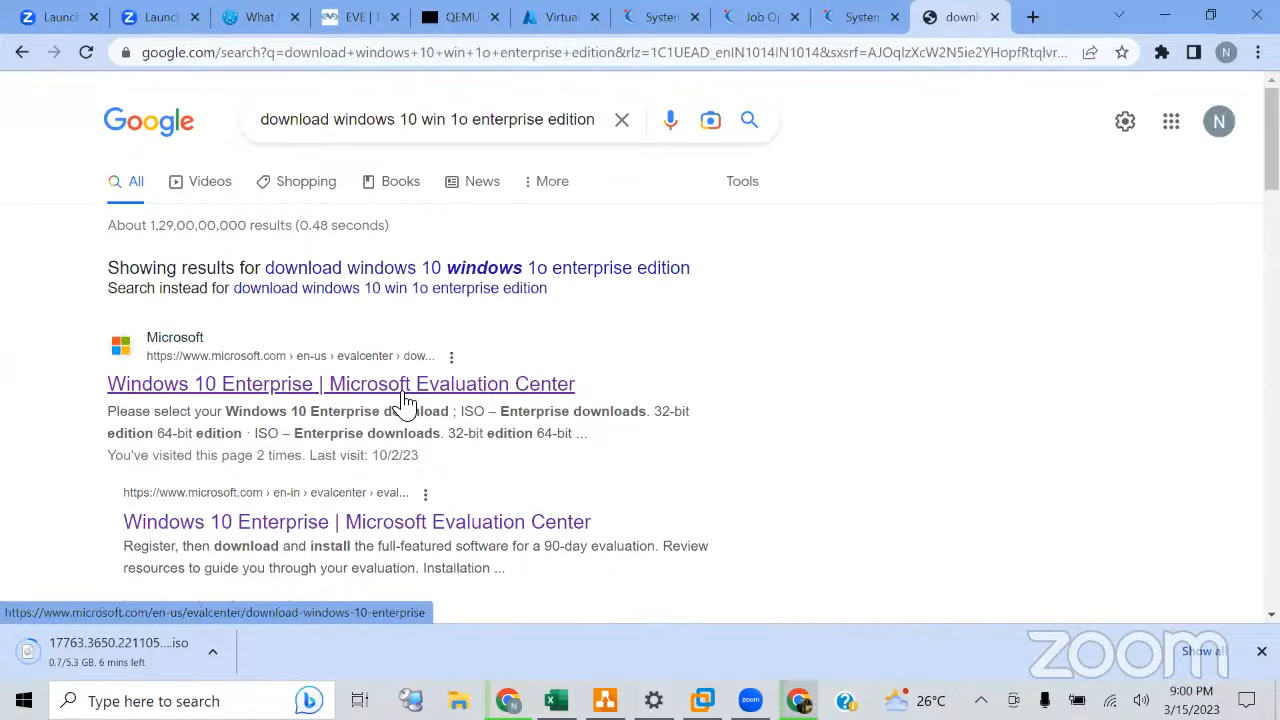 Launch
Launch
What
EVE
QEMU
Virtual
System
Job Op
System
downl
google.com/search?q=download+windows+10+win+1o+enterprise+edition&rlz=1C1UEAD_enIN1014IN1014&sxsrf=AJOqlzXcW2N5ie2YHopfRtqlvr...
N
Google
download windows 10 win 1o enterprise edition
N
All
Videos
Shopping
Books
News
More
Tools
About 1,29,00,00,000 results (0.48 seconds)
Showing results for download windows 10 windows 1o enterprise edition
Search instead for download windows 10 win 1o enterprise edition
Microsoft
https://www.microsoft.com › en-us › evalcenter › dow...
Windows 10 Enterprise | Microsoft Evaluation Center
Please select your Windows 10 Enterprise download ; ISO – Enterprise downloads. 32-bit
edition 64-bit edition · ISO – Enterprise downloads. 32-bit edition 64-bit ...
You've visited this page 2 times. Last visit: 10/2/23
https://www.microsoft.com › en-in › evalcenter › eval...
Windows 10 Enterprise | Microsoft Evaluation Center
Register, then download and install the full-featured software for a 90-day evaluation. Review
resources to guide you through your evaluation. Installation ...
https://www.microsoft.com/en-us/evalcenter/download-windows-10-enterprise
17763.3650.221105....iso
0.7/5.3 GB, 6 mins left
Show all
zoom
Type here to search
N
zoom
26°C
9:00 PM
3/15/2023